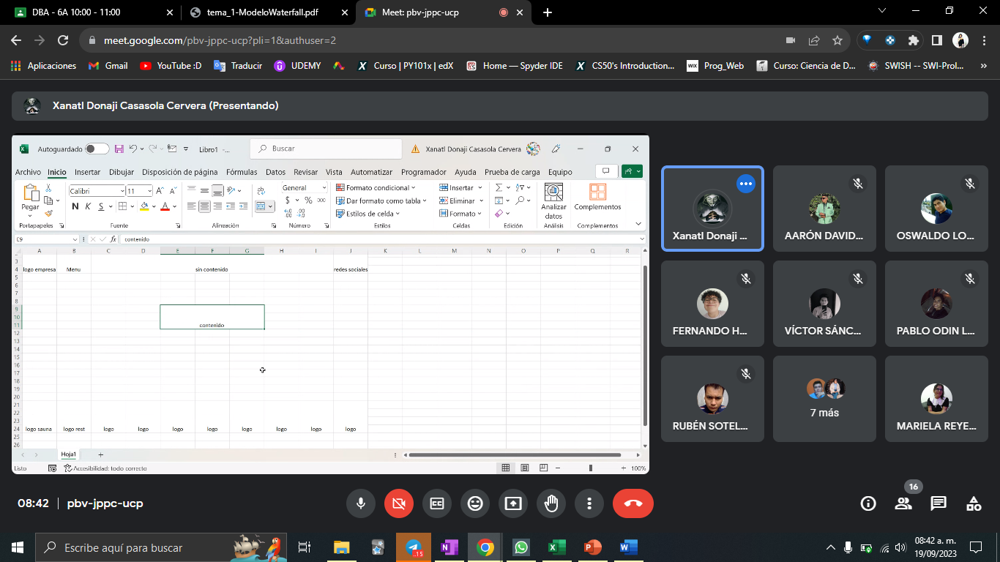 DBA - 6A 10:00 - 11:00
tema_1-ModeloWaterfall.pdf
Meet: pbv-jppc-ucp
meet.google.com/pbv-jppc-ucp?pli=1&authuser=2
Aplicaciones
Gmail
YouTube :D
Traducir
UDEMY
Curso | PY101x | edX
Home — Spyder IDE
CS50's Introduction...
Prog_Web
Curso: Ciencia de D...
SWISH -- SWI-Prol...
Xanatl Donaji Casasola Cervera (Presentando)
Autoguardado
Libro1 -...
Buscar
Xanatl Donaji Casasola Cervera
Archivo Inicio Insertar Dibujar Disposición de página Fórmulas Datos Revisar Vista Automatizar Programador Ayuda Prueba de carga Equipo
Pegar
Calibri
11
N K S
General
Formato condicional
Dar formato como tabla
Estilos de celda
Insertar
Eliminar
Formato
Analizar datos
Complementos
Portapapeles Fuente Alineación Número Estilos Celdas Edición Análisis Complementos
E9
fx contenido
A B C D E F G H I J K L M N O P Q R
3
4 logo empresa Menu sin contenido redes sociales
5
6
7
8
9
10
11 contenido
12
13
14
15
16
17
18
19
20
21
22
23
24 logo sauna logo rest logo logo logo logo logo logo logo logo
25
26
Hoja1
Listo
Accesibilidad: todo correcto
100%
Xanatl Donaji ...
AARÓN DAVID...
OSWALDO LO...
FERNANDO H...
VÍCTOR SÁNC...
PABLO ODIN L...
RUBÉN SOTEL...
7 más
MARIELA REYE...
08:42 | pbv-jppc-ucp
16
Escribe aquí para buscar
08:42 a. m.
19/09/2023